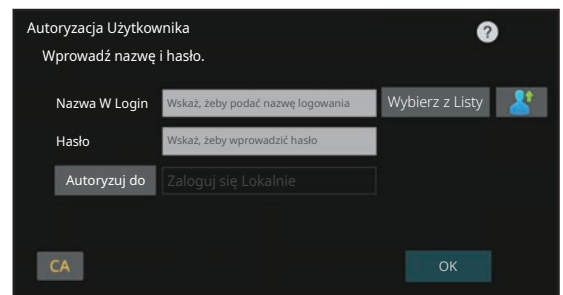 Autoryzacja Użytkownika
?
Wprowadź nazwę i hasło.
Nazwa W Login Wskaż, żeby podać nazwę logowania Wybierz z Listy
Hasło Wskaż, żeby wprowadzić hasło
Autoryzuj do Zaloguj się Lokalnie
CA OK